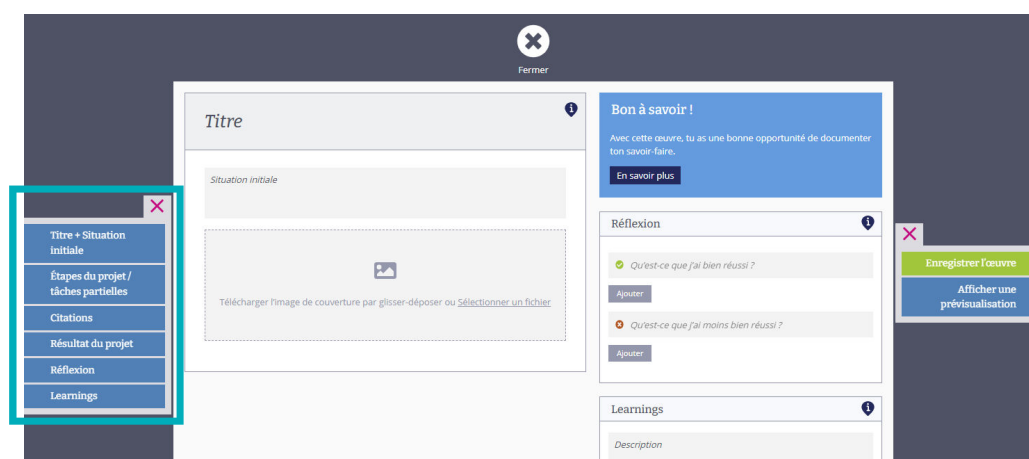 Fermer
Titre
Situation initiale
Télécharger l'image de couverture par glisser-déposer ou Sélectionner un fichier
Bon à savoir !
Avec cette œuvre, tu as une bonne opportunité de documenter
ton savoir-faire.
En savoir plus
Réflexion
Qu'est-ce que j'ai bien réussi ?
Ajouter
Qu'est-ce que j'ai moins bien réussi ?
Ajouter
Learnings
Description
Titre + Situation
initiale
Étapes du projet /
tâches partielles
Citations
Résultat du projet
Réflexion
Learnings
Enregistrer l'œuvre
Afficher une
prévisualisation